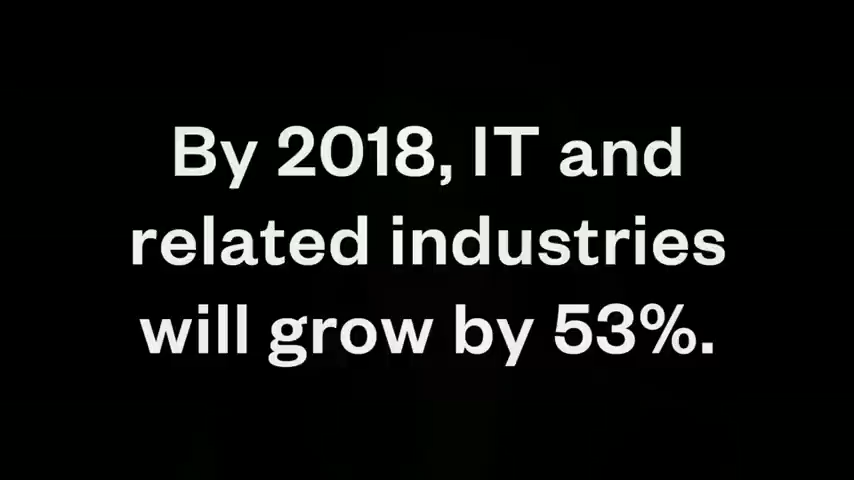 By 2018, IT and
related industries
will grow by 53%.